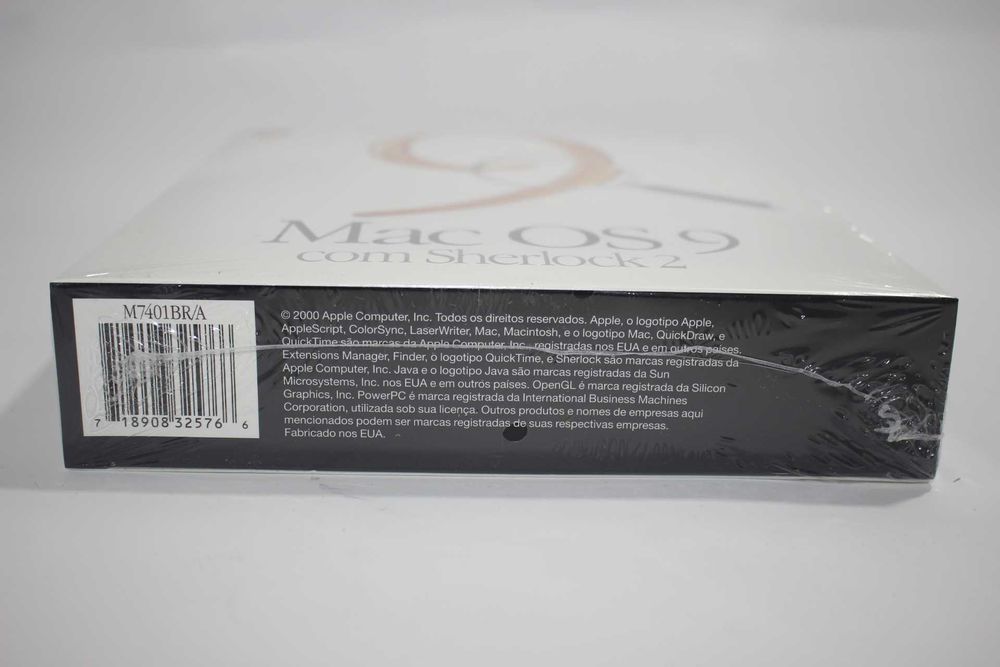 9
Mac OS 9
com Sherlock 2
M7401BR/A
7 18908 32576 6
© 2000 Apple Computer, Inc. Todos os direitos reservados. Apple, o logotipo Apple,
AppleScript, ColorSync, LaserWriter, Mac, Macintosh, e o logotipo Mac, QuickDraw, e
QuickTime são marcas da Apple Computer, Inc., registradas nos EUA e em outros países.
Extensions Manager, Finder, o logotipo QuickTime, e Sherlock são marcas registradas da
Apple Computer, Inc. Java e o logotipo Java são marcas registradas da Sun
Microsystems, Inc. nos EUA e em outros países. OpenGL é marca registrada da Silicon
Graphics, Inc. PowerPC é marca registrada da International Business Machines
Corporation, utilizada sob sua licença. Outros produtos e nomes de empresas aqui
mencionados podem ser marcas registradas de suas respectivas empresas.
Fabricado nos EUA.